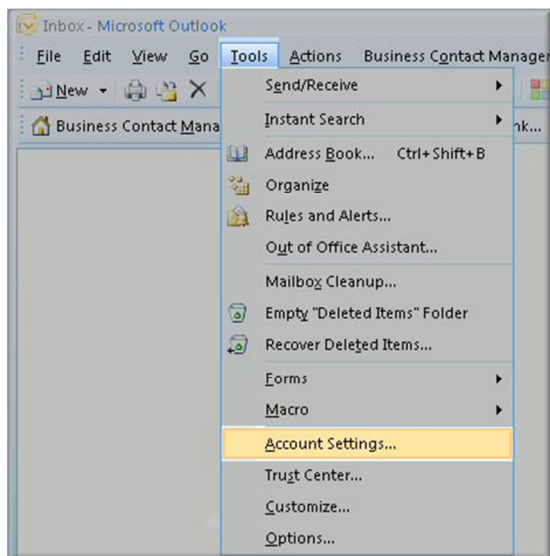 Inbox - Microsoft Outlook
File Edit View Go Tools Actions Business Contact Manager
New
Send/Receive
Business Contact Mana
Instant Search
nk...
Address Book... Ctrl+Shift+B
Organize
Rules and Alerts...
Out of Office Assistant...
Mailbox Cleanup...
Empty "Deleted Items" Folder
Recover Deleted Items...
Forms
Macro
Account Settings...
Trust Center...
Customize...
Options...